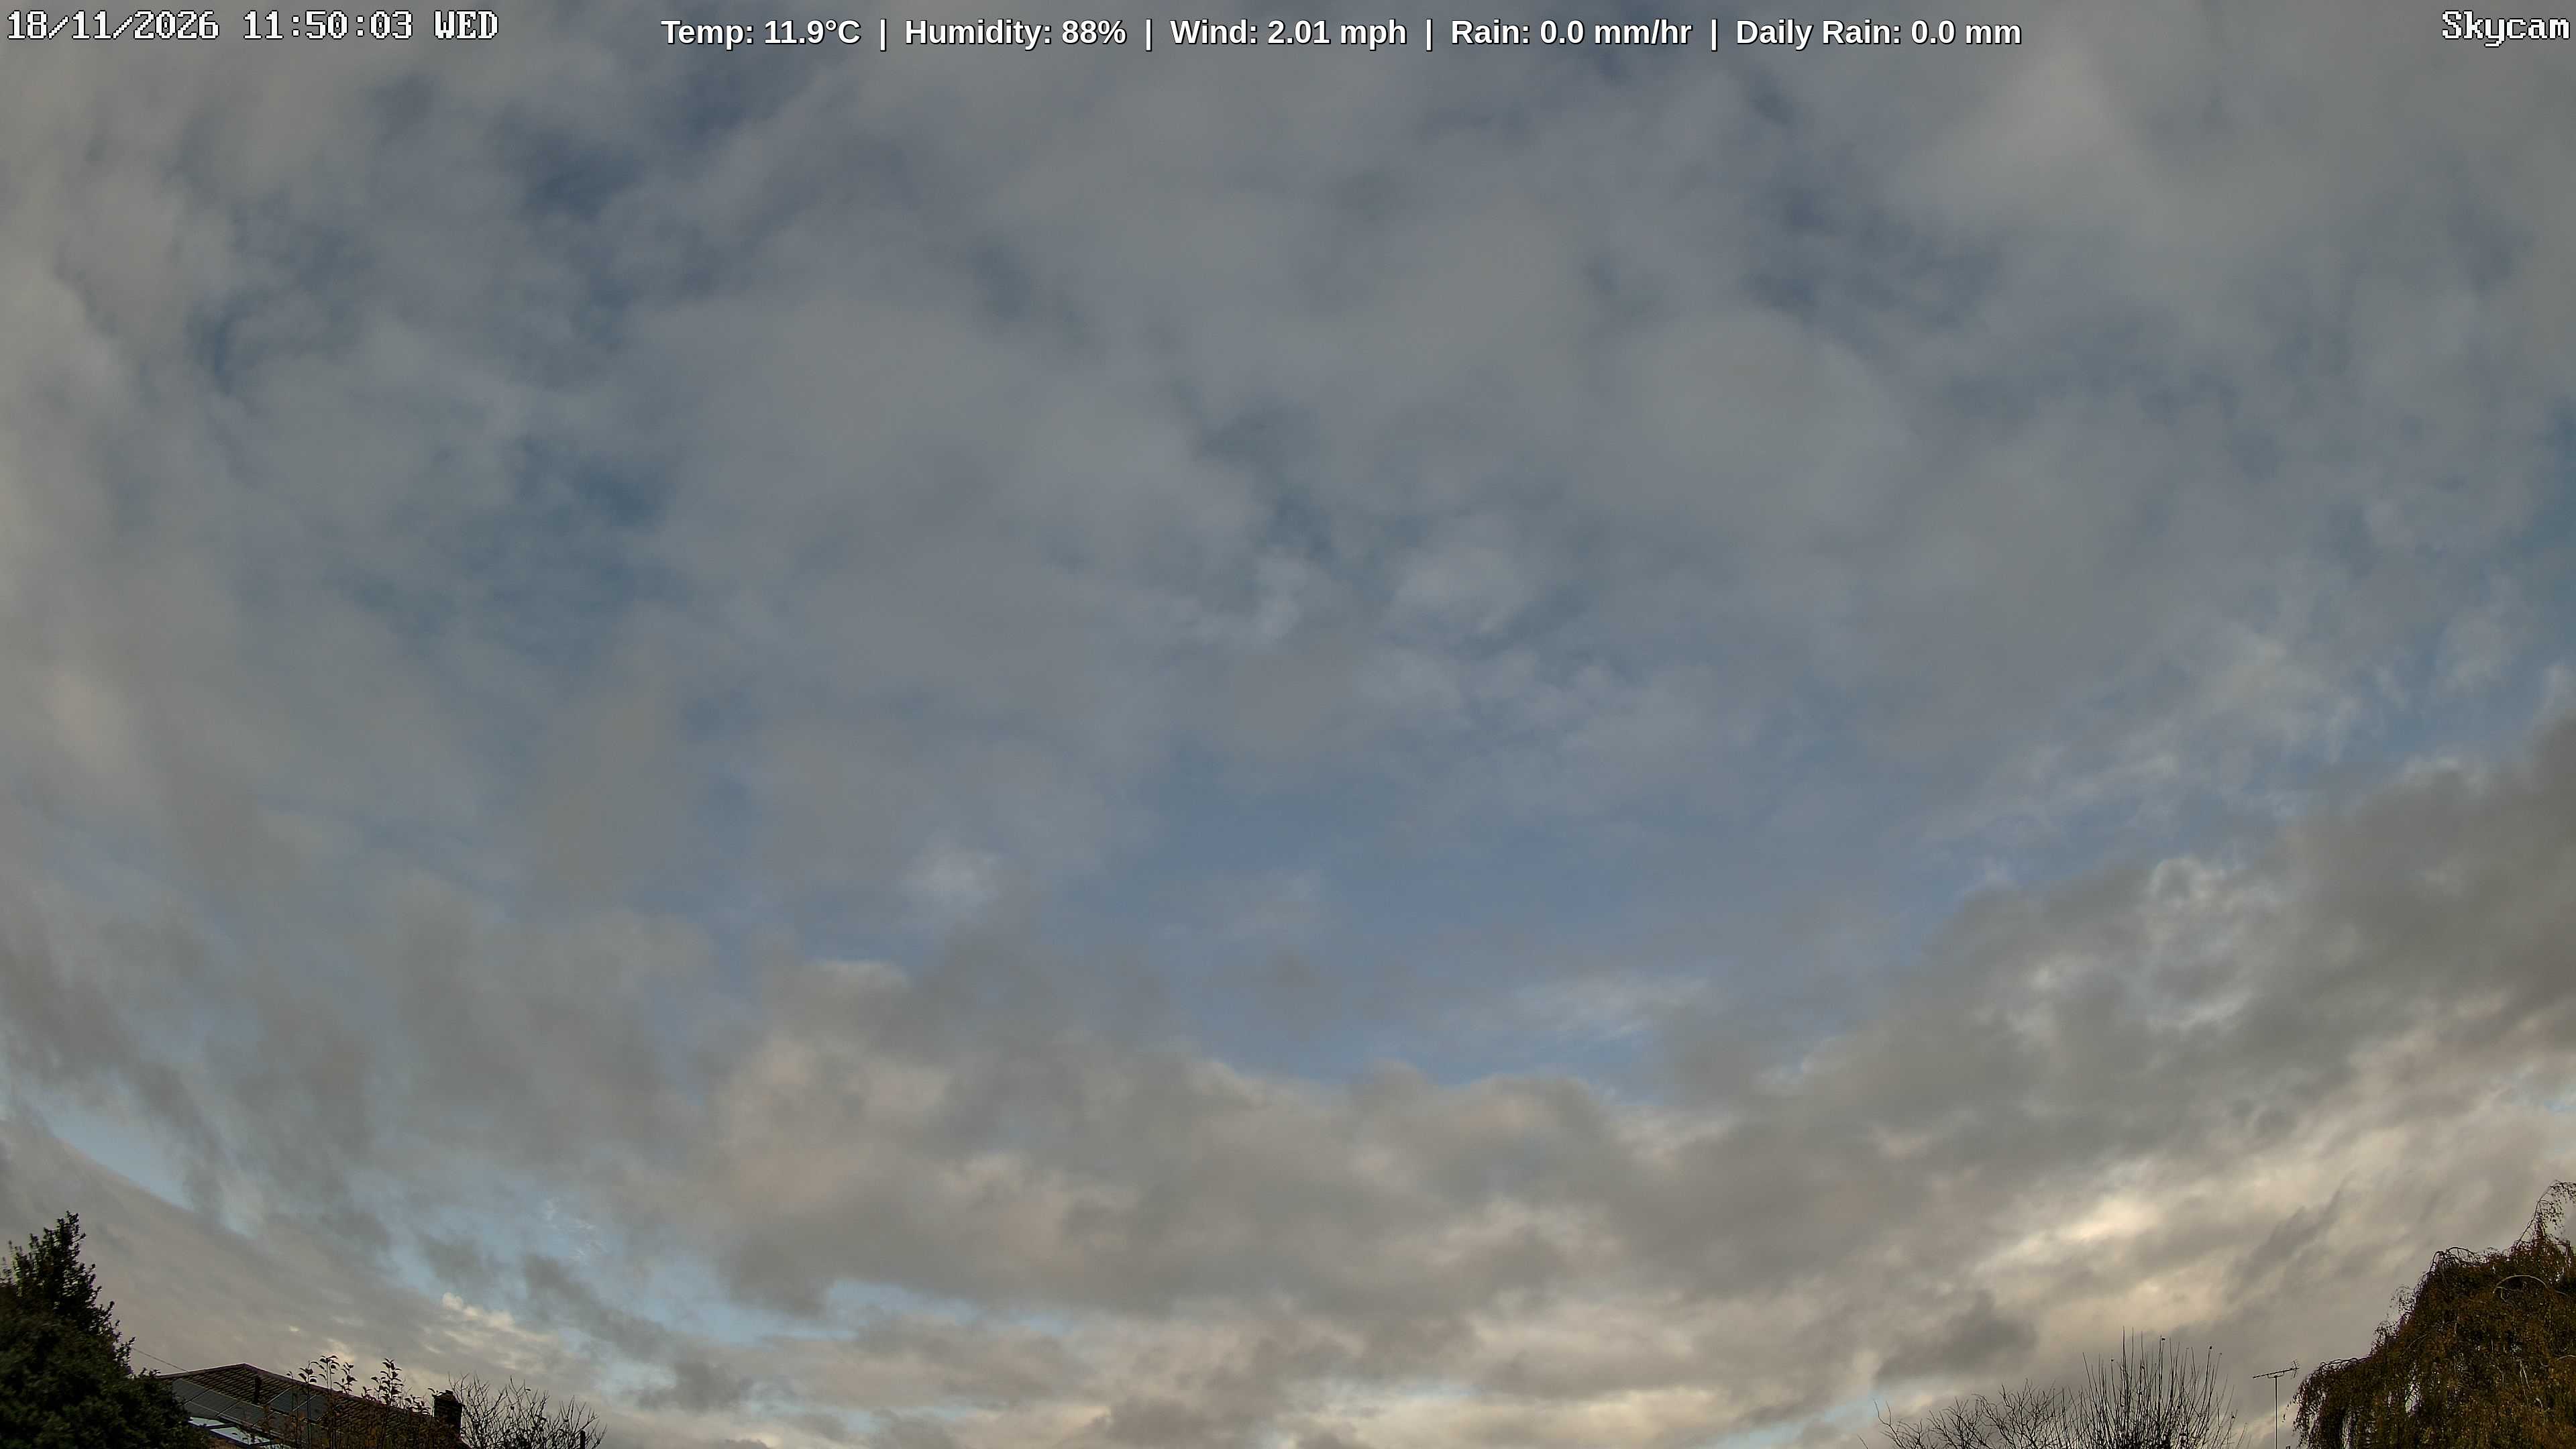 18/11/2026 11:50:03 WED
Temp: 11.9°C | Humidity: 88% | Wind: 2.01 mph | Rain: 0.0 mm/hr | Daily Rain: 0.0 mm
Skycam